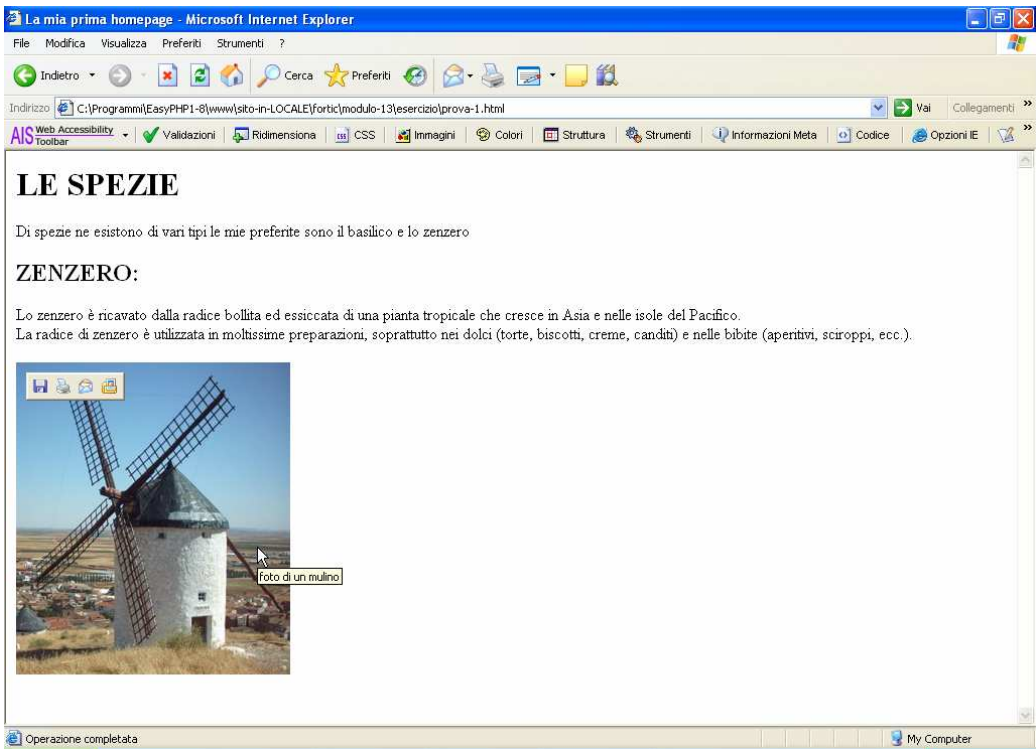 La mia prima homepage - Microsoft Internet Explorer
File Modifica Visualizza Preferiti Strumenti ?
Indietro Cerca Preferiti
Indirizzo C:\Programmi\EasyPHP1-8\www\sito-in-LOCALE\fortic\modulo-13\esercizio\prova-1.html Vai Collegamenti »
AIS Web Accessibility Toolbar Validazioni Ridimensiona CSS Immagini Colori Struttura Strumenti Informazioni Meta Codice Opzioni IE »
LE SPEZIE
Di spezie ne esistono di vari tipi le mie preferite sono il basilico e lo zenzero
ZENZERO:
Lo zenzero è ricavato dalla radice bollita ed essiccata di una pianta tropicale che cresce in Asia e nelle isole del Pacifico.
La radice di zenzero è utilizzata in moltissime preparazioni, soprattutto nei dolci (torte, biscotti, creme, canditi) e nelle bibite (aperitivi, sciroppi, ecc.).
foto di un mulino
Operazione completata My Computer